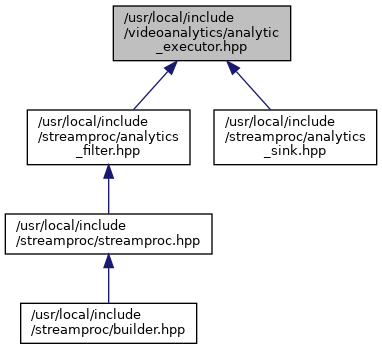 /usr/local/include
/videoanalytics/analytic
_executor.hpp
/usr/local/include
/streamproc/analytics
_filter.hpp
/usr/local/include
/streamproc/analytics
_sink.hpp
/usr/local/include
/streamproc/streamproc.hpp
/usr/local/include
/streamproc/builder.hpp